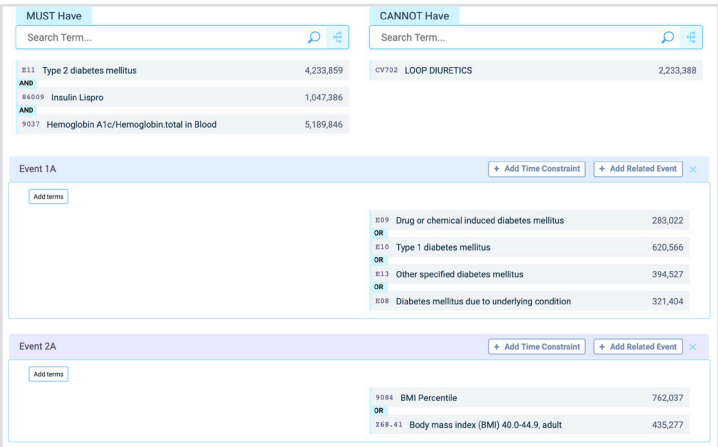 MUST Have CANNOT Have
Search Term... Search Term...
E11 Type 2 diabetes mellitus 4,233,859 CV702 LOOP DIURETICS 2,233,388
AND
86009 Insulin Lispro 1,047,386
AND
9037 Hemoglobin A1c/Hemoglobin.total in Blood 5,189,846
Event 1A + Add Time Constraint + Add Related Event ×
Add terms
E09 Drug or chemical induced diabetes mellitus 283,022
OR
E10 Type 1 diabetes mellitus 620,566
OR
E13 Other specified diabetes mellitus 394,527
OR
E08 Diabetes mellitus due to underlying condition 321,404
Event 2A + Add Time Constraint + Add Related Event ×
Add terms
9084 BMI Percentile 762,037
OR
Z68.41 Body mass index (BMI) 40.0-44.9, adult 435,277